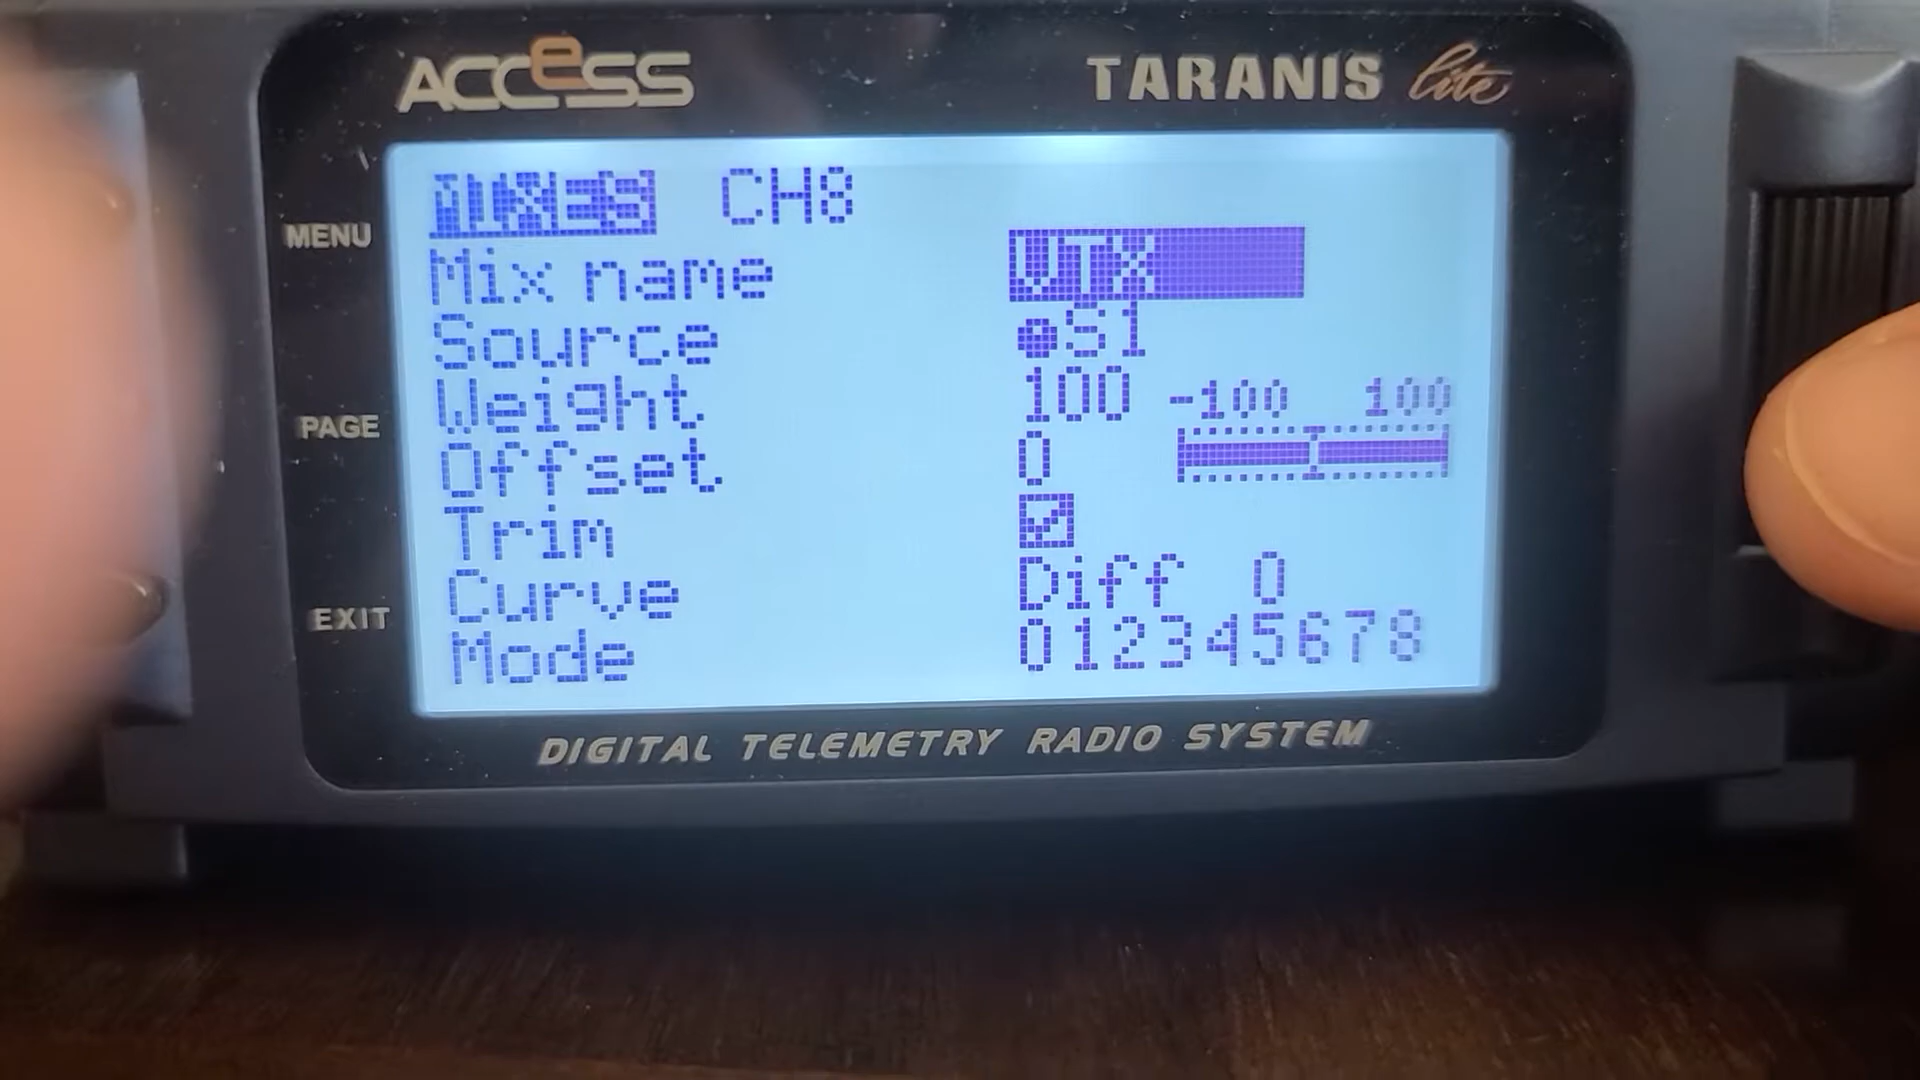 ACCeSS TARANIS lite
MENU
PAGE
EXIT
MIXES CH8
Mix name VTX
Source S1
Weight 100 -100 100
Offset 0
Trim
Curve Diff 0
Mode 012345678
DIGITAL TELEMETRY RADIO SYSTEM